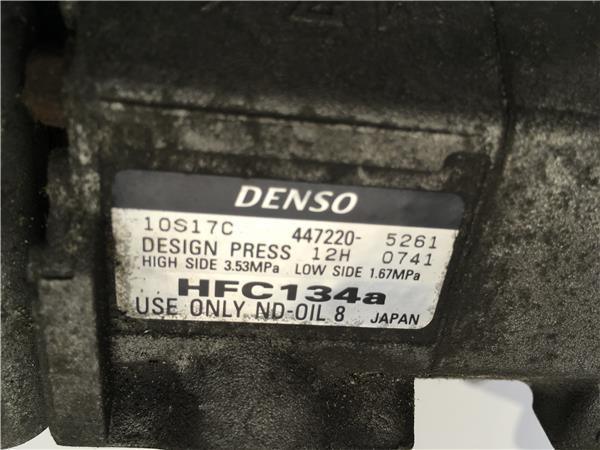 DENSO
10S17C 447220- 5261
DESIGN PRESS 12H 0741
HIGH SIDE 3.53MPa LOW SIDE 1.67MPa
HFC134a
USE ONLY ND-OIL 8 JAPAN